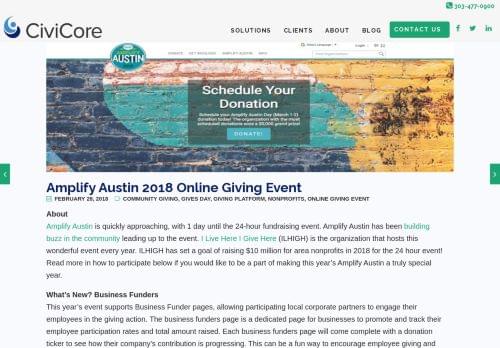 303-477-0900
CiviCore
SOLUTIONS CLIENTS ABOUT BLOG CONTACT US
AMPLIFY AUSTIN
DONATE GET INVOLVED AMPLIFY AUSTIN INFO
Select Language
Login
Schedule Your
Donation
Schedule your Amplify Austin Day (March 1-2)
donation today! The organization with the most
scheduled donations wins a $5,000 grand prize!
DONATE!
Amplify Austin 2018 Online Giving Event
FEBRUARY 28, 2018 COMMUNITY GIVING, GIVES DAY, GIVING PLATFORM, NONPROFITS, ONLINE GIVING EVENT
About
Amplify Austin is quickly approaching, with 1 day until the 24-hour fundraising event. Amplify Austin has been building
buzz in the community leading up to the event. I Live Here I Give Here (ILHIGH) is the organization that hosts this
wonderful event every year. ILHIGH has set a goal of raising $10 million for area nonprofits in 2018 for the 24 hour event!
Read more in how to participate below if you would like to be a part of making this year's Amplify Austin a truly special
year.
What's New? Business Funders
This year's event supports Business Funder pages, allowing participating local corporate partners to engage their
employees in the giving action. The business funders page is a dedicated page for businesses to promote and track their
employee participation rates and total amount raised. Each business funders page will come complete with a donation
ticker to see how their company's contribution is progressing. This can be a fun way to encourage employee giving and